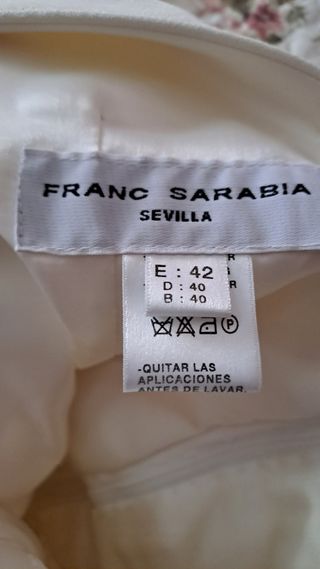 FRANC SARABIA
SEVILLA
E : 42
D : 40
B : 40
P
-QUITAR LAS
APLICACIONES
ANTES DE LAVAR.